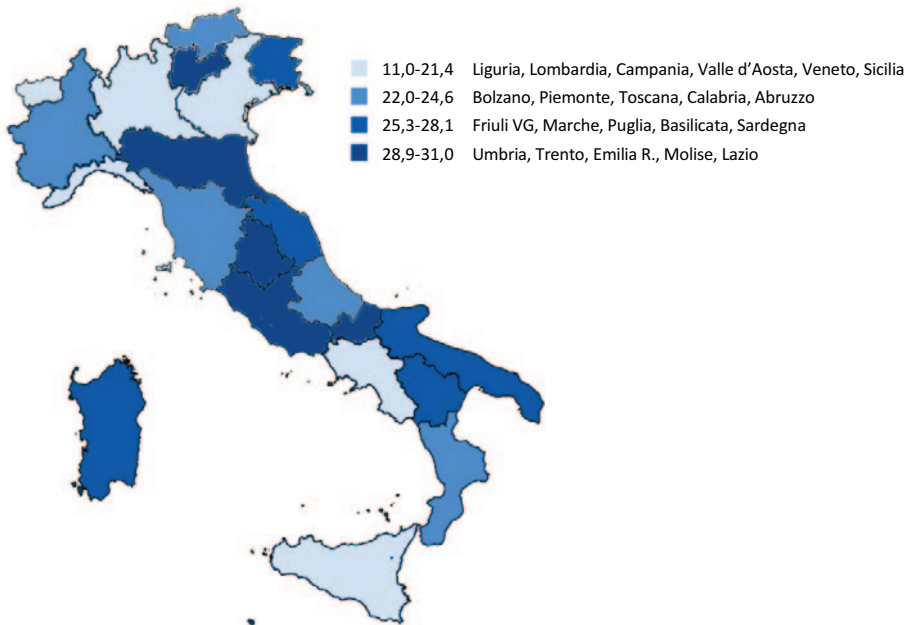 11,0-21,4 Liguria, Lombardia, Campania, Valle d’Aosta, Veneto, Sicilia
22,0-24,6 Bolzano, Piemonte, Toscana, Calabria, Abruzzo
25,3-28,1 Friuli VG, Marche, Puglia, Basilicata, Sardegna
28,9-31,0 Umbria, Trento, Emilia R., Molise, Lazio